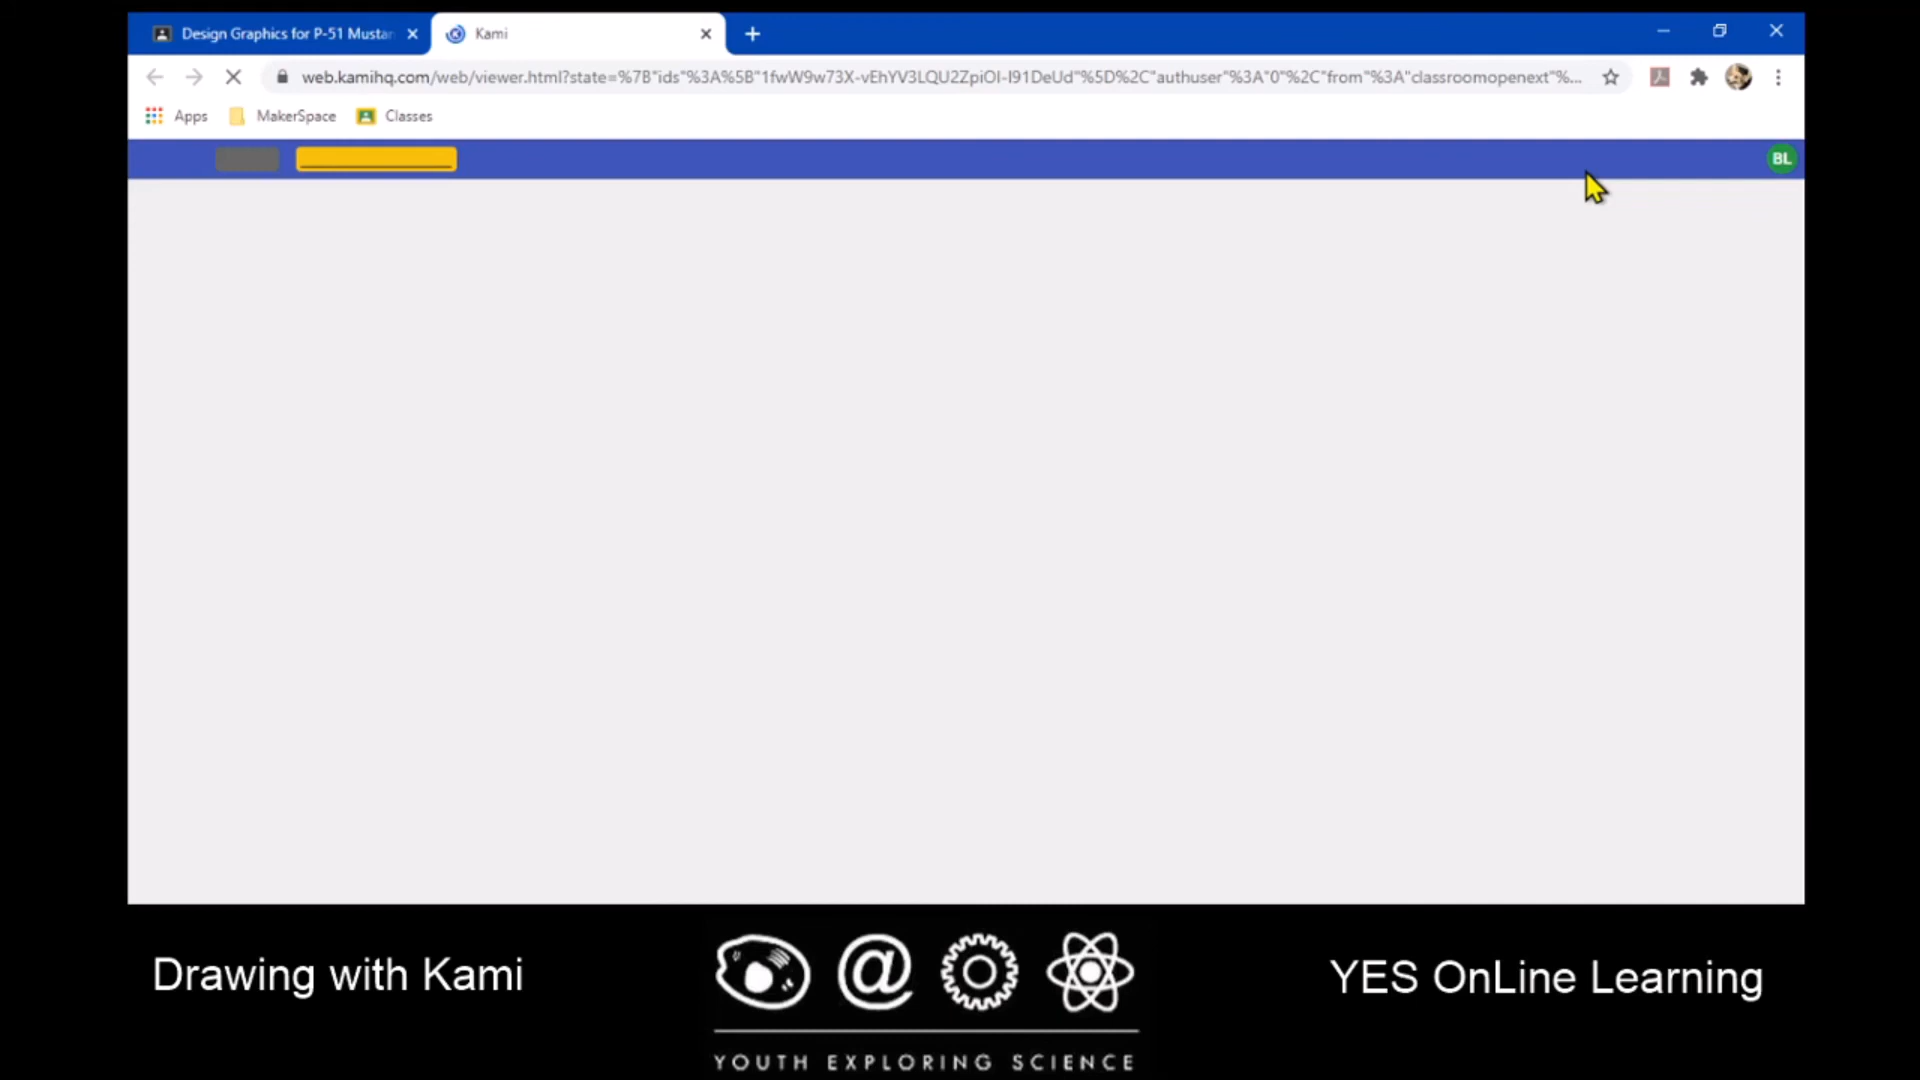 Design Graphics for P-51 Mustan
Kami
web.kamihq.com/web/viewer.html?state=%7B"ids"%3A%5B"1fwW9w73X-vEhYV3LQU2ZpiOI-I91DeUd"%5D%2C"authuser"%3A"0"%2C"from"%3A"classroomopenext"%...
Apps MakerSpace Classes
BL
Drawing with Kami
YES OnLine Learning
YOUTH EXPLORING SCIENCE